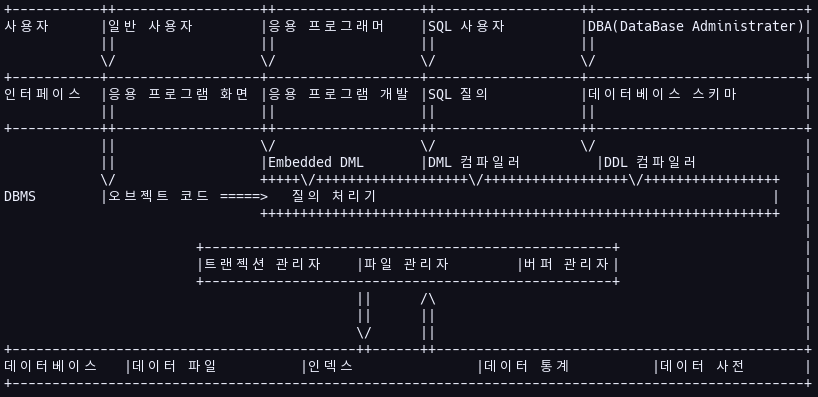 사용자 일반 사용자 응용 프로그래머 SQL 사용자 DBA(DataBase Administrater)
인터페이스 응용 프로그램 화면 응용 프로그램 개발 SQL 질의 데이터베이스 스키마
Embedded DML DML 컴파일러 DDL 컴파일러
DBMS 오브젝트 코드 =====> 질의 처리기
트랜젝션 관리자 파일 관리자 버퍼 관리자
데이터베이스 데이터 파일 인덱스 데이터 통계 데이터 사전